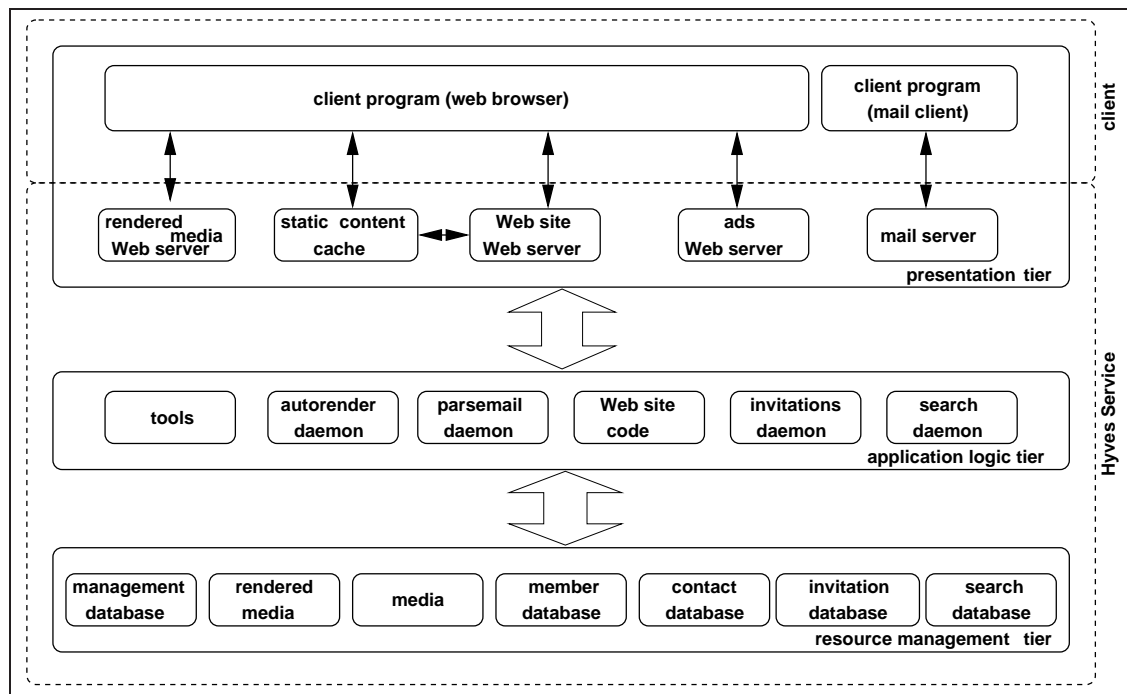 client program (web browser)
client program
(mail client)
client
rendered
media
Web server
static content
cache
Web site
Web server
ads
Web server
mail server
presentation tier
Hyves Service
tools
autorender
daemon
parsemail
daemon
Web site
code
invitations
daemon
search
daemon
application logic tier
management
database
rendered
media
media
member
database
contact
database
invitation
database
search
database
resource management tier